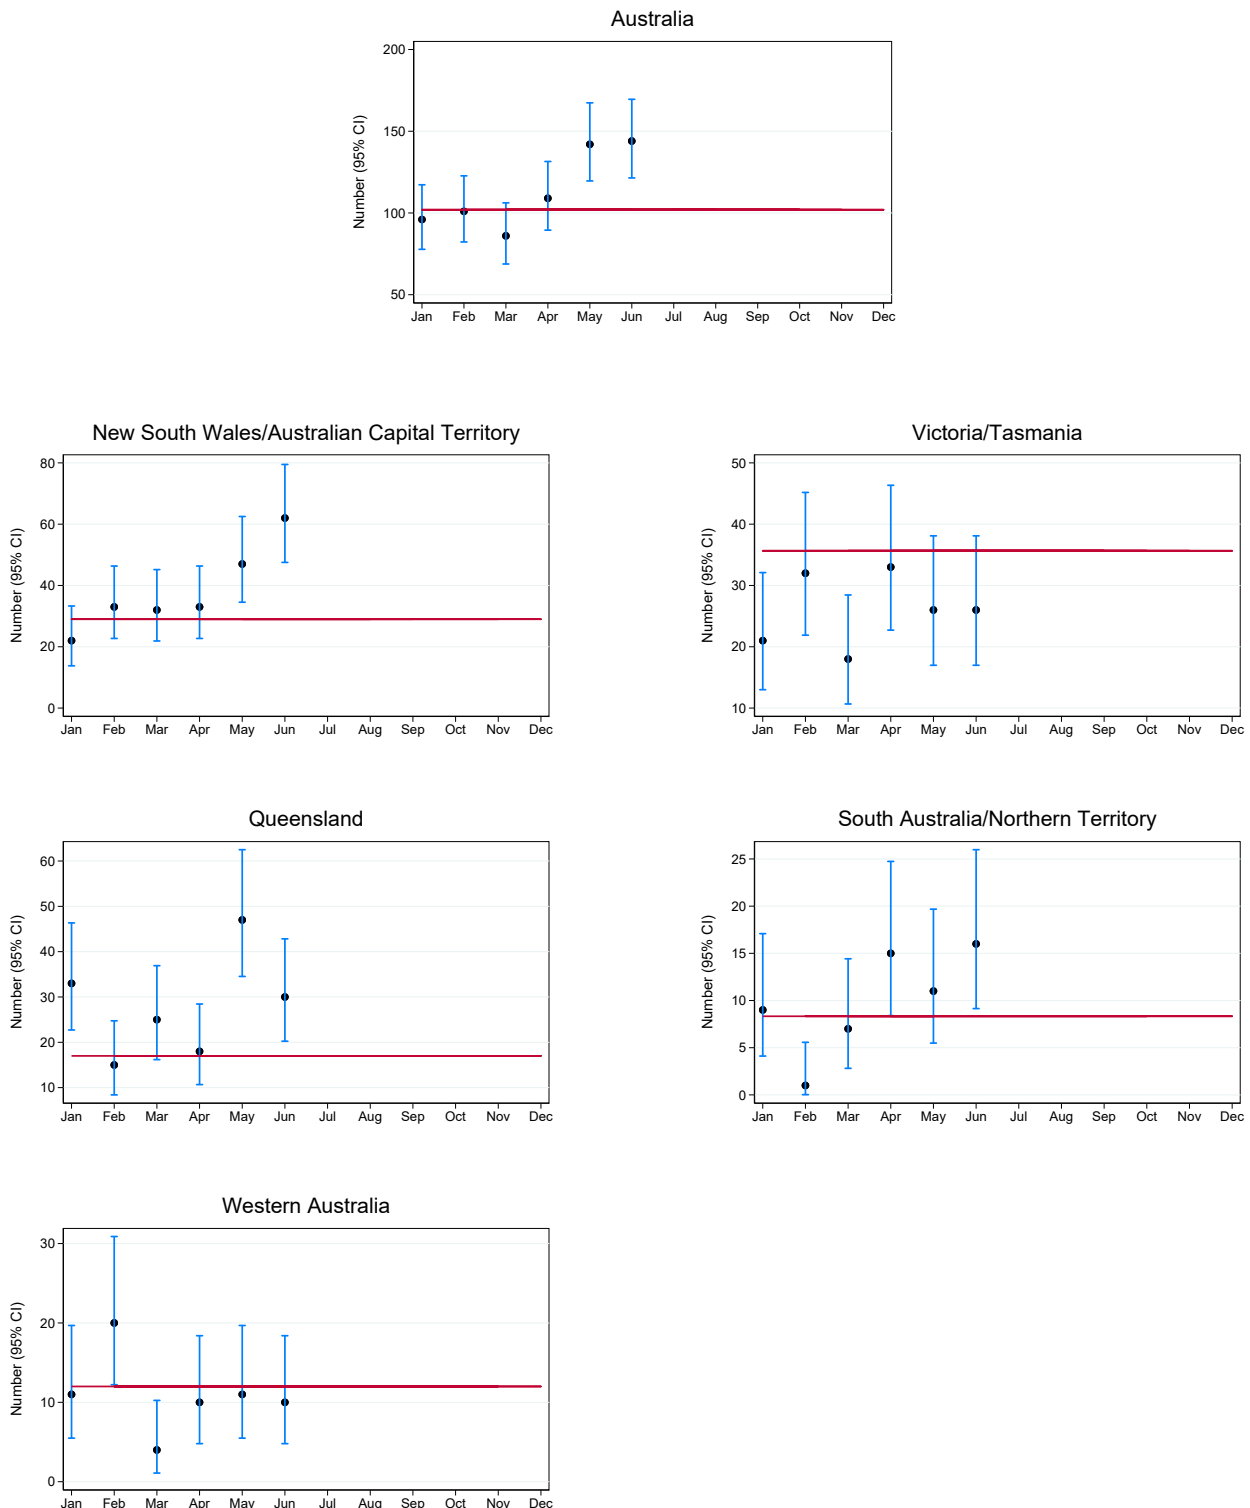 Australia
Number (95% CI)
200
150
100
50
Jan Feb Mar Apr May Jun Jul Aug Sep Oct Nov Dec
New South Wales/Australian Capital Territory
Number (95% CI)
80
60
40
20
0
Jan Feb Mar Apr May Jun Jul Aug Sep Oct Nov Dec
Victoria/Tasmania
Number (95% CI)
50
40
30
20
10
Jan Feb Mar Apr May Jun Jul Aug Sep Oct Nov Dec
Queensland
Number (95% CI)
60
50
40
30
20
10
Jan Feb Mar Apr May Jun Jul Aug Sep Oct Nov Dec
South Australia/Northern Territory
Number (95% CI)
25
20
15
10
5
0
Jan Feb Mar Apr May Jun Jul Aug Sep Oct Nov Dec
Western Australia
Number (95% CI)
30
20
10
0
Jan Feb Mar Apr May Jun Jul Aug Sep Oct Nov Dec